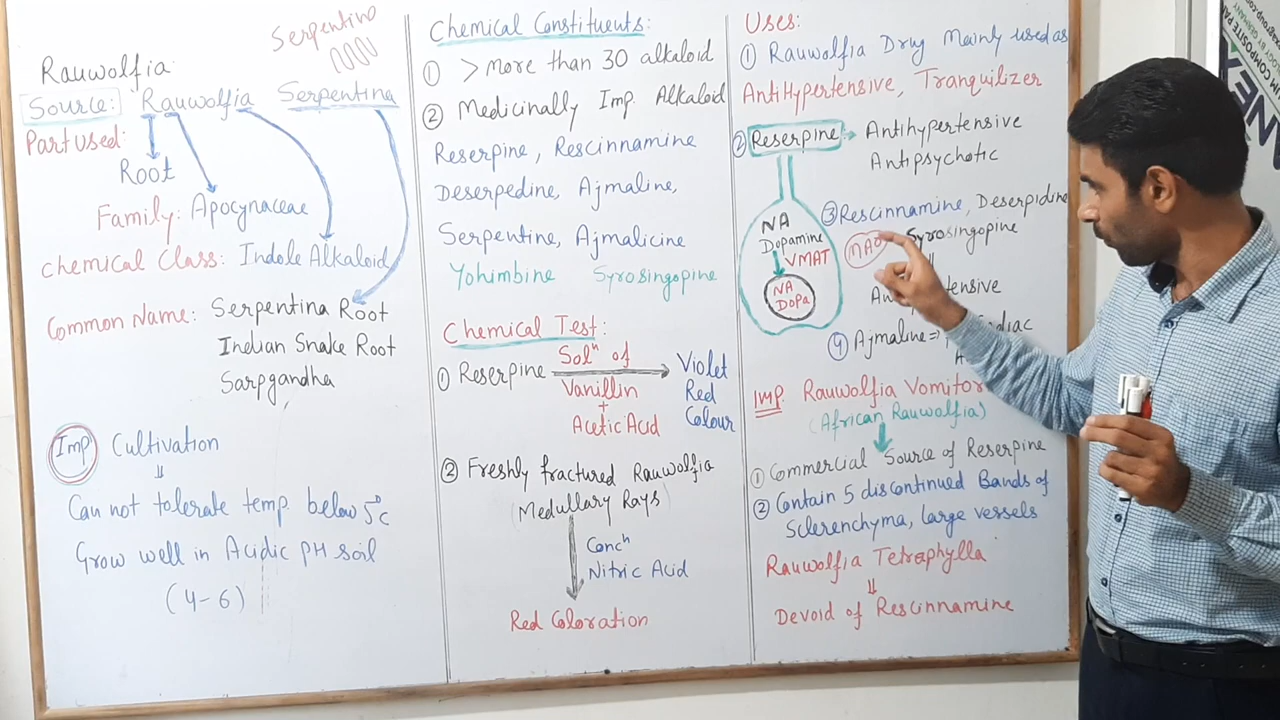 Serpentino
Rauwolfia
Source: Rauwolfia Serpentina
Part used:
Root
Family: Apocynaceae
Chemical Class: Indole Alkaloid
Common Name: Serpentina Root
Indian Snake Root
Sarpgandha
Imp Cultivation
⇓
Can not tolerate temp. below 5°c
Grow well in Acidic PH soil
(4-6)
Chemical Constituents:
① > More than 30 alkaloid
② Medicinally Imp. Alkaloid
Reserpine, Rescinnamine
Deserpedine, Ajmaline,
Serpentine, Ajmalicine
Yohimbine Syrosingopine
Chemical Test:
① Reserpine Solⁿ of Vanillin + Acetic Acid → Violet Red Colour
② Freshly fractured Rauwolfia
(Medullary Rays)
Concⁿ
Nitric Acid
Red Coloration
Uses:
① Rauwolfia Drug Mainly used as
AntiHypertensive, Tranquilizer
② Reserpine → Antihypertensive
Antipsychotic
NA
Dopamine
VMAT
NA
Dopa
③ Rescinnamine, Deserpidine
MAO Syrosingopine
④ Ajmaline ⇒
IMP. Rauwolfia Vomitor
(African Rauwolfia)
① Commercial Source of Reserpine
② Contain 5 discontinued Bands of
Sclerenchyma, large vessels
Rauwolfia Tetraphylla
⇓
Devoid of Rescinnamine